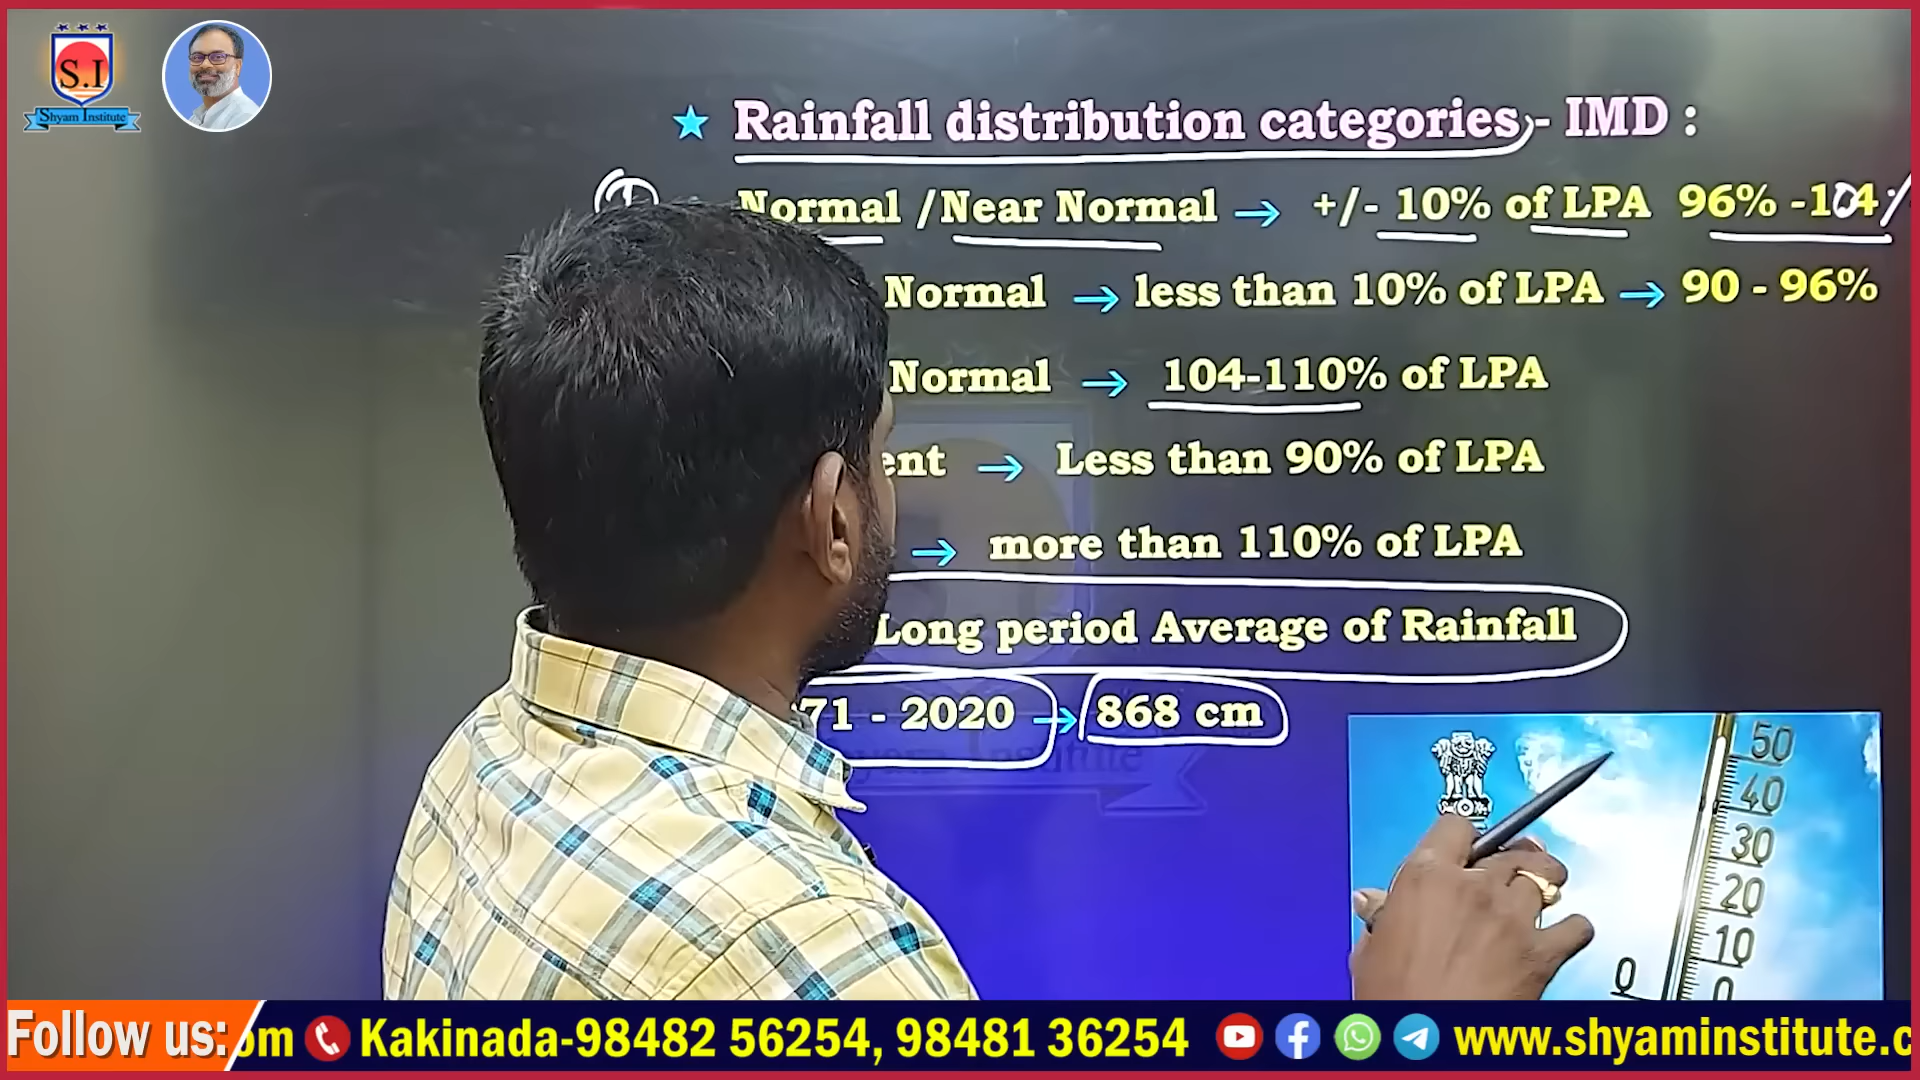 S.I
Shyam Institute
Rainfall distribution categories - IMD :
Normal / Near Normal → +/- 10% of LPA 96% -104%
Normal → less than 10% of LPA → 90 - 96%
Normal → 104-110% of LPA
ent → Less than 90% of LPA
→ more than 110% of LPA
Long period Average of Rainfall
71 - 2020 → 868 cm
50
40
30
20
10
0
0
Follow us:
om Kakinada-98482 56254, 98481 36254 www.shyaminstitute.c